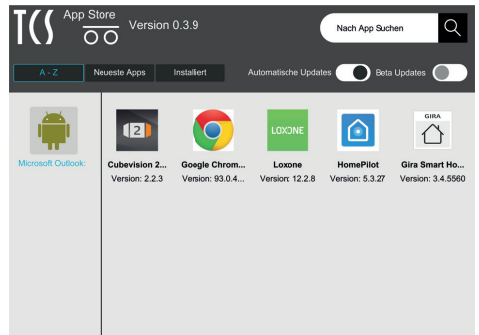 TCS App Store Version 0.3.9
Nach App Suchen
A - Z Neueste Apps Installiert Automatische Updates Beta Updates
Microsoft Outlook:
2
LOXONE
GIRA
Cubevision 2... Google Chrom... Loxone HomePilot Gira Smart Ho...
Version: 2.2.3 Version: 93.0.4... Version: 12.2.8 Version: 5.3.27 Version: 3.4.5560